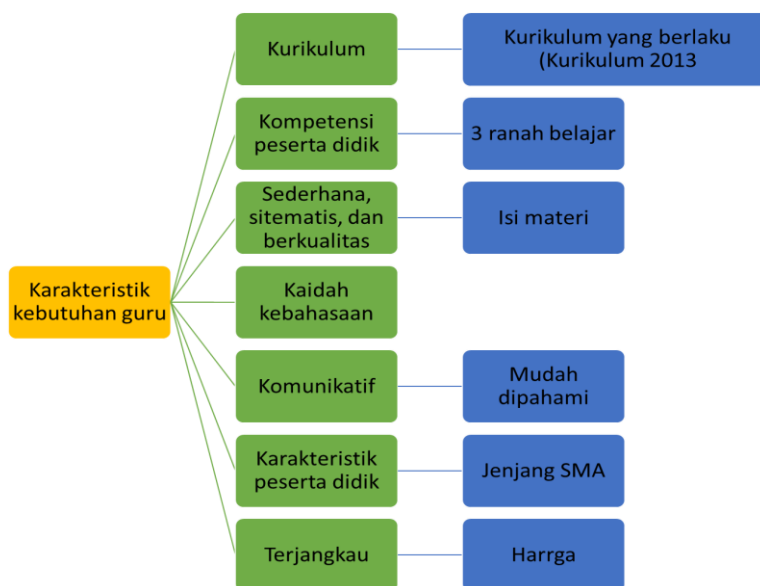 Kurikulum
Kurikulum yang berlaku
(Kurikulum 2013
Kompetensi
peserta didik
3 ranah belajar
Sederhana,
sitematis, dan
berkualitas
Isi materi
Karakteristik
kebutuhan guru
Kaidah
kebahasaan
Komunikatif
Mudah
dipahami
Karakteristik
peserta didik
Jenjang SMA
Terjangkau
Harrga